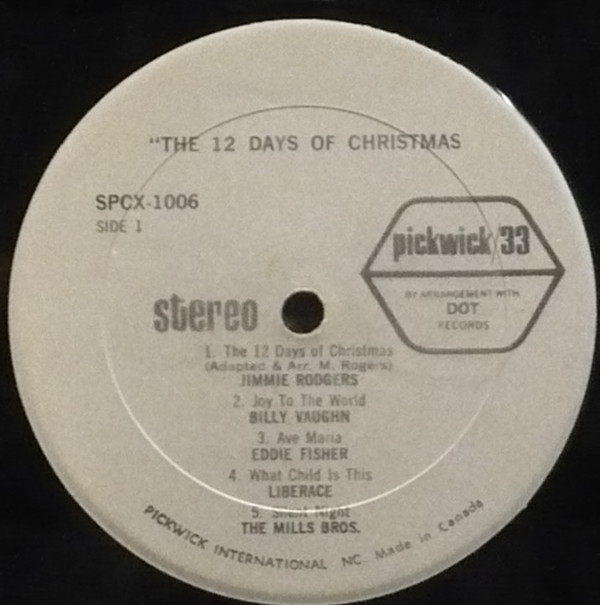 "THE 12 DAYS OF CHRISTMAS
SPCX-1006
SIDE 1
pickwick 33
BY ARRANGEMENT WITH
DOT
RECORDS
stereo
1. The 12 Days of Christmas
(Adapted & Arr. M. Rogers)
JIMMIE RODGERS
2. Joy To The World
BILLY VAUGHN
3. Ave Maria
EDDIE FISHER
4. What Child Is This
LIBERACE
5. Silent Night
THE MILLS BROS.
PICKWICK INTERNATIONAL NC. Made in Canada